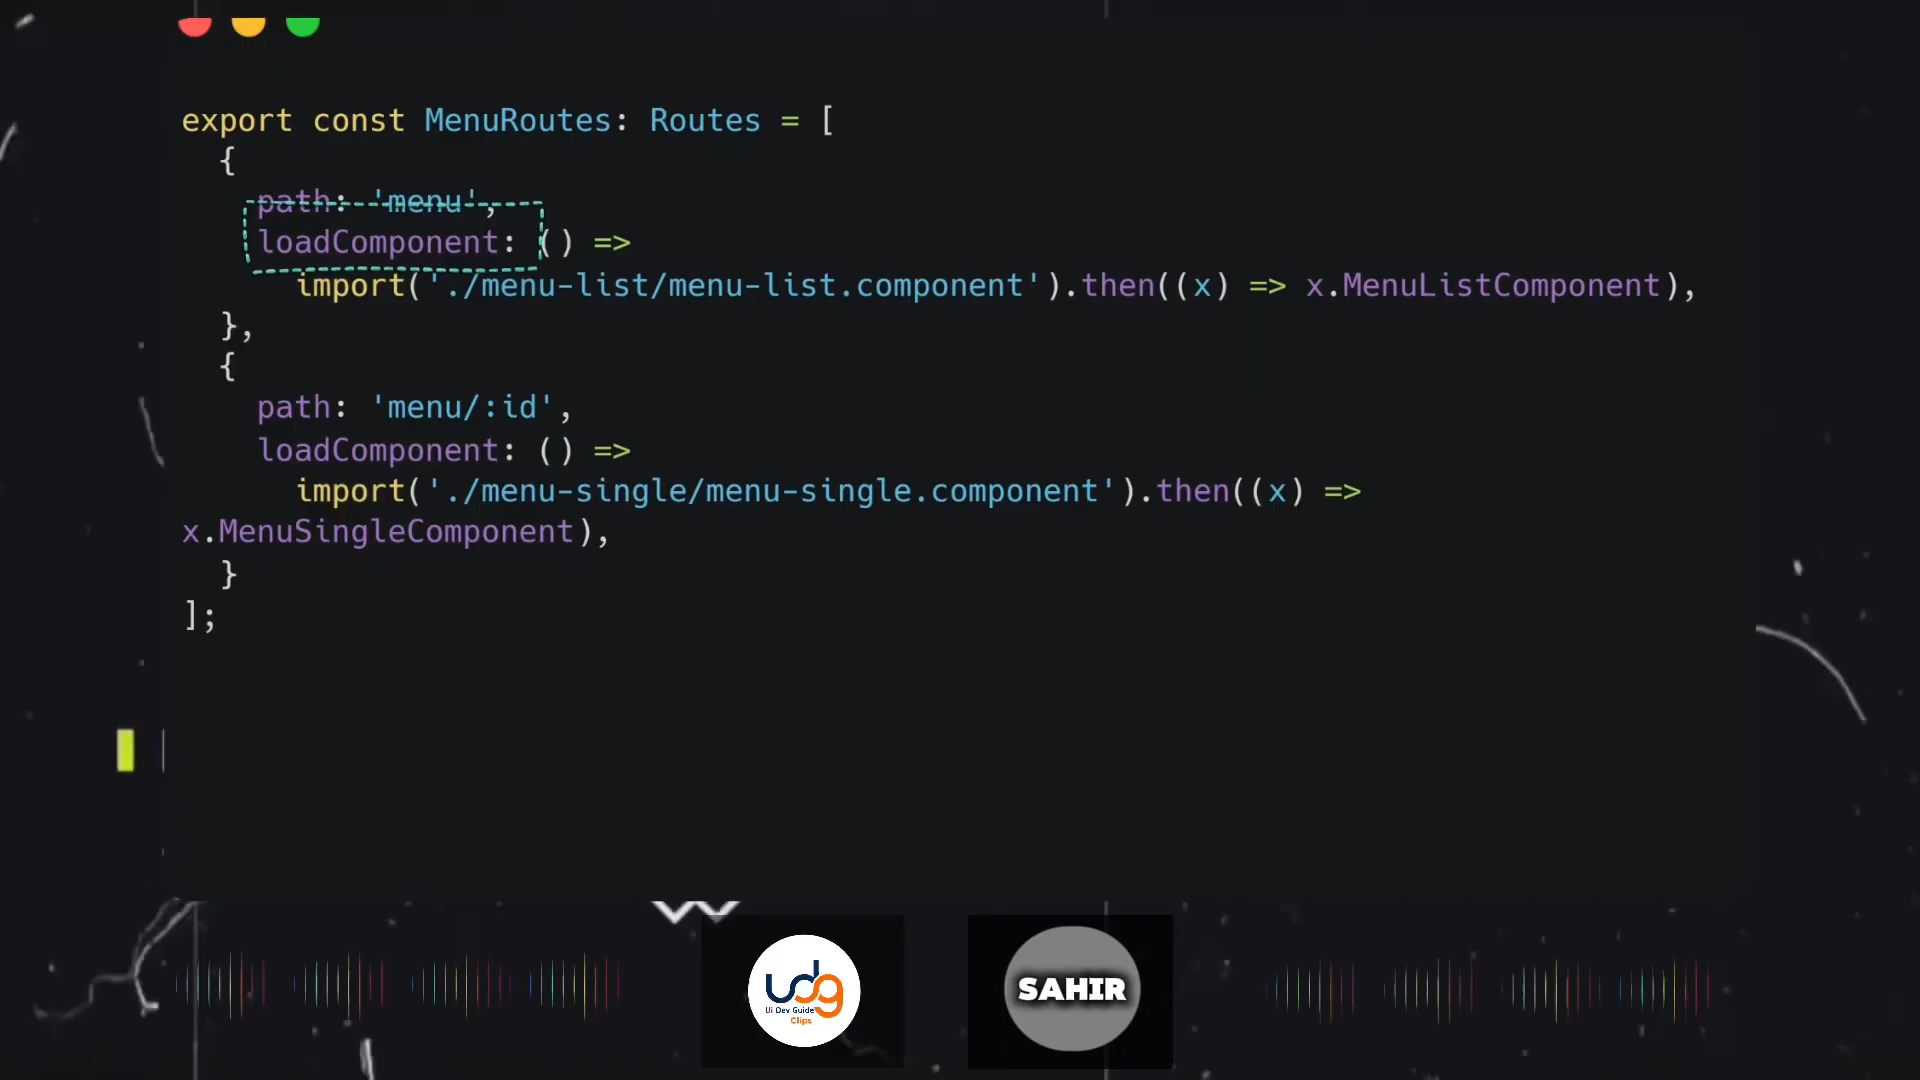 export const MenuRoutes: Routes = [
  {
    path: 'menu',
    loadComponent: () =>
      import('./menu-list/menu-list.component').then((x) => x.MenuListComponent),
  },
  {
    path: 'menu/:id',
    loadComponent: () =>
      import('./menu-single/menu-single.component').then((x) =>
x.MenuSingleComponent),
  }
];
udg
Ui Dev Guide
Clips
SAHIR